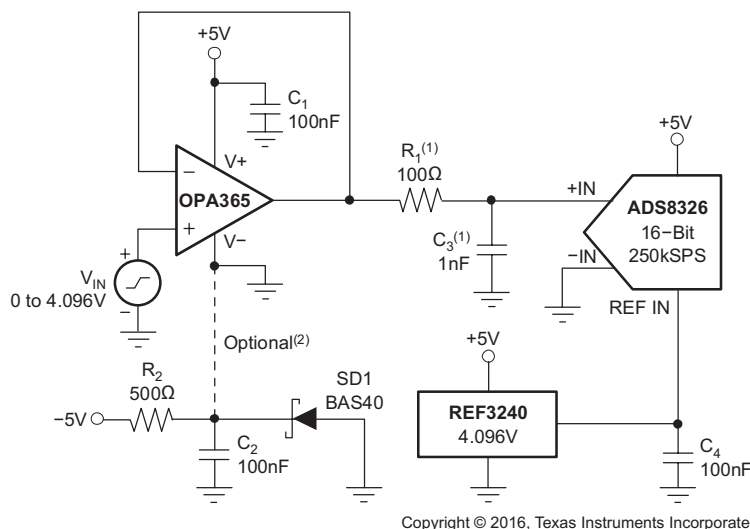 +5V
C1
100nF
V+
−
OPA365
+
V−
+
VIN
0 to 4.096V
−
R1(1)
100Ω
C3(1)
1nF
+5V
+IN
ADS8326
16−Bit
250kSPS
−IN
REF IN
Optional(2)
R2
500Ω
−5V
C2
100nF
SD1
BAS40
+5V
REF3240
4.096V
C4
100nF
Copyright © 2016, Texas Instruments Incorporate